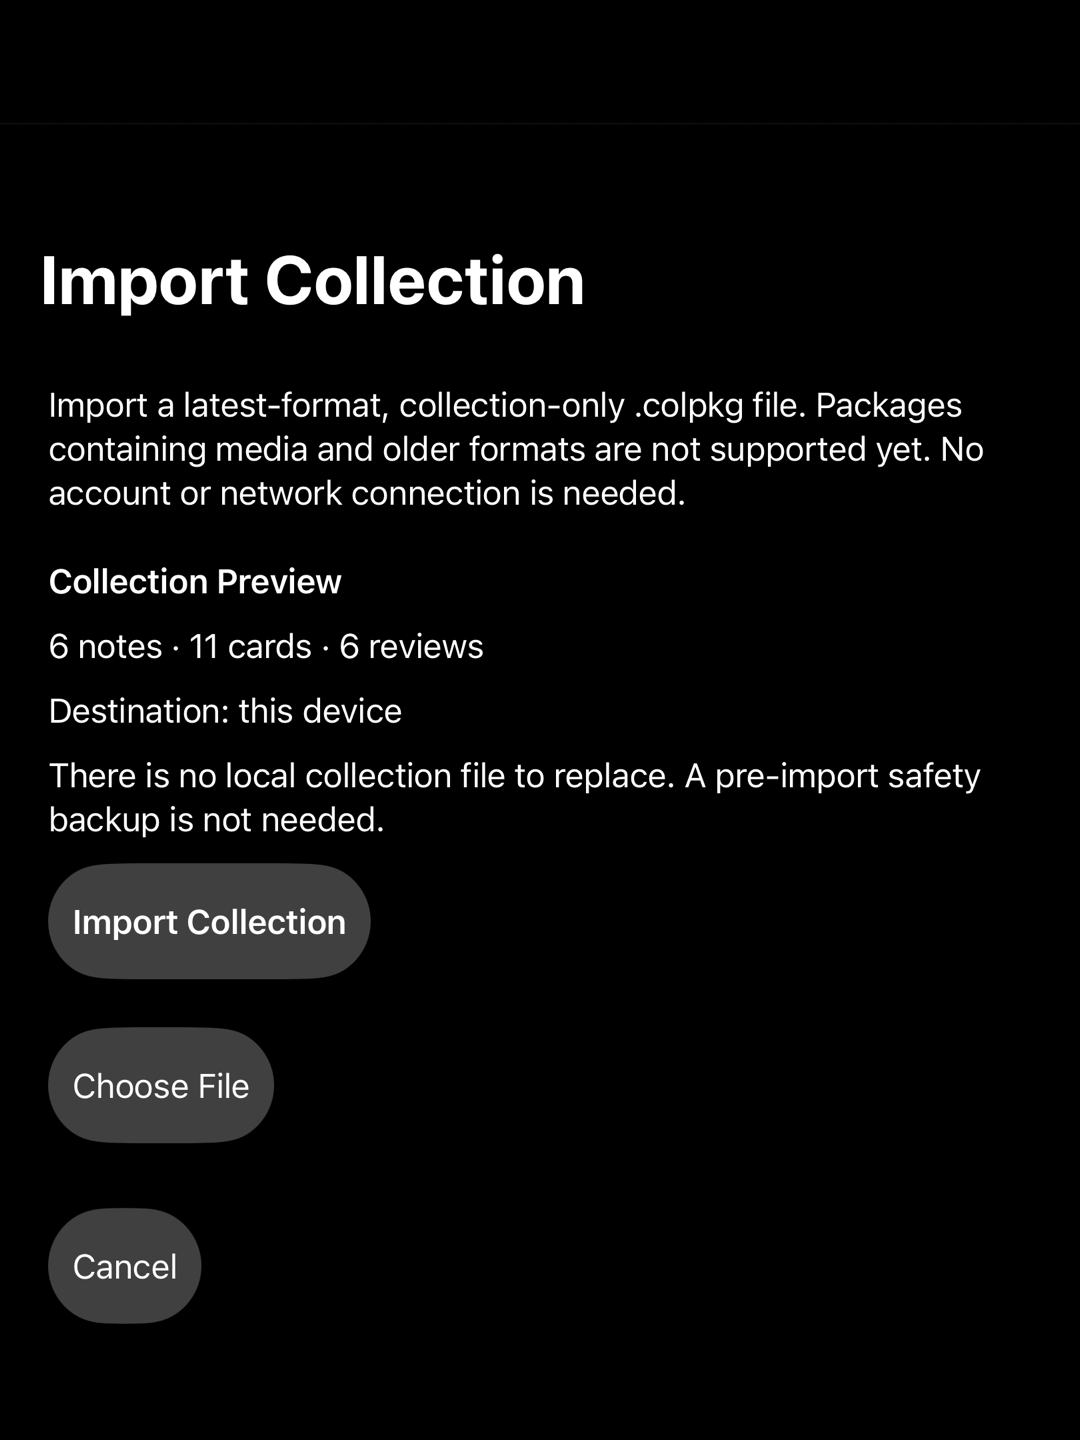 Import Collection
Import a latest-format, collection-only .colpkg file. Packages
containing media and older formats are not supported yet. No
account or network connection is needed.
Collection Preview
6 notes · 11 cards · 6 reviews
Destination: this device
There is no local collection file to replace. A pre-import safety
backup is not needed.
Import Collection
Choose File
Cancel